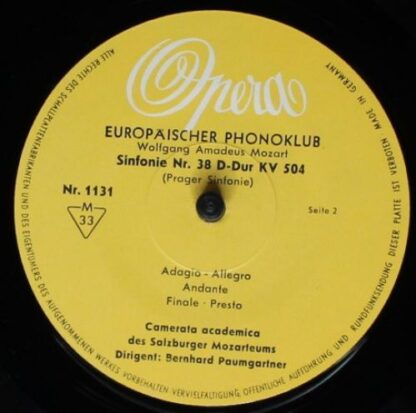 Opera
EUROPÄISCHER PHONOKLUB
Wolfgang Amadeus Mozart
Sinfonie Nr. 38 D-Dur KV 504
(Prager Sinfonie)
Nr. 1131
M
33
Seite 2
Adagio - Allegro
Andante
Finale · Presto
Camerata academica
des Salzburger Mozarteums
Dirigent: Bernhard Paumgartner
MADE IN GERMANY
ALLE RECHTE DES SCHALLPLATTENFABRIKANTEN UND DES EIGENTÜMERS DES AUFGENOMMENEN WERKES VORBEHALTEN VERVIELFÄLTIGUNG, ÖFFENTLICHE AUFFÜHRUNG UND RUNDFUNKSENDUNG DIESER PLATTE IST VERBOTEN